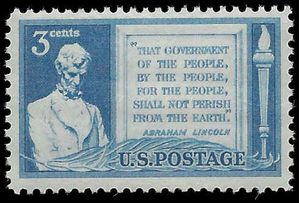 3 cents
"THAT GOVERNMENT
OF THE PEOPLE,
BY THE PEOPLE,
FOR THE PEOPLE,
SHALL NOT PERISH
FROM THE EARTH."
ABRAHAM LINCOLN
U.S. POSTAGE